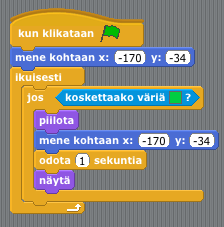 kun klikataan
mene kohtaan x: -170 y: -34
ikuisesti
jos koskettaako väriä ?
piilota
mene kohtaan x: -170 y: -34
odota 1 sekuntia
näytä